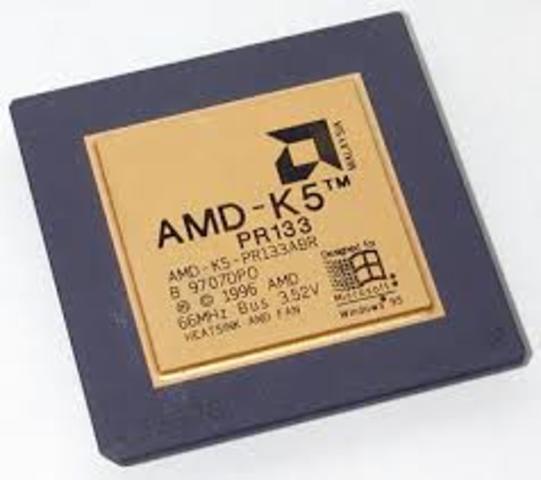 MALAYSIA
AMD-K5™
PR133
AMD-K5-PR133ABR
B 9707DPO
Ⓜ © 1996 AMD
66MHz Bus 3.52V
HEATSINK AND FAN
Designed for
Microsoft®
Windows 95